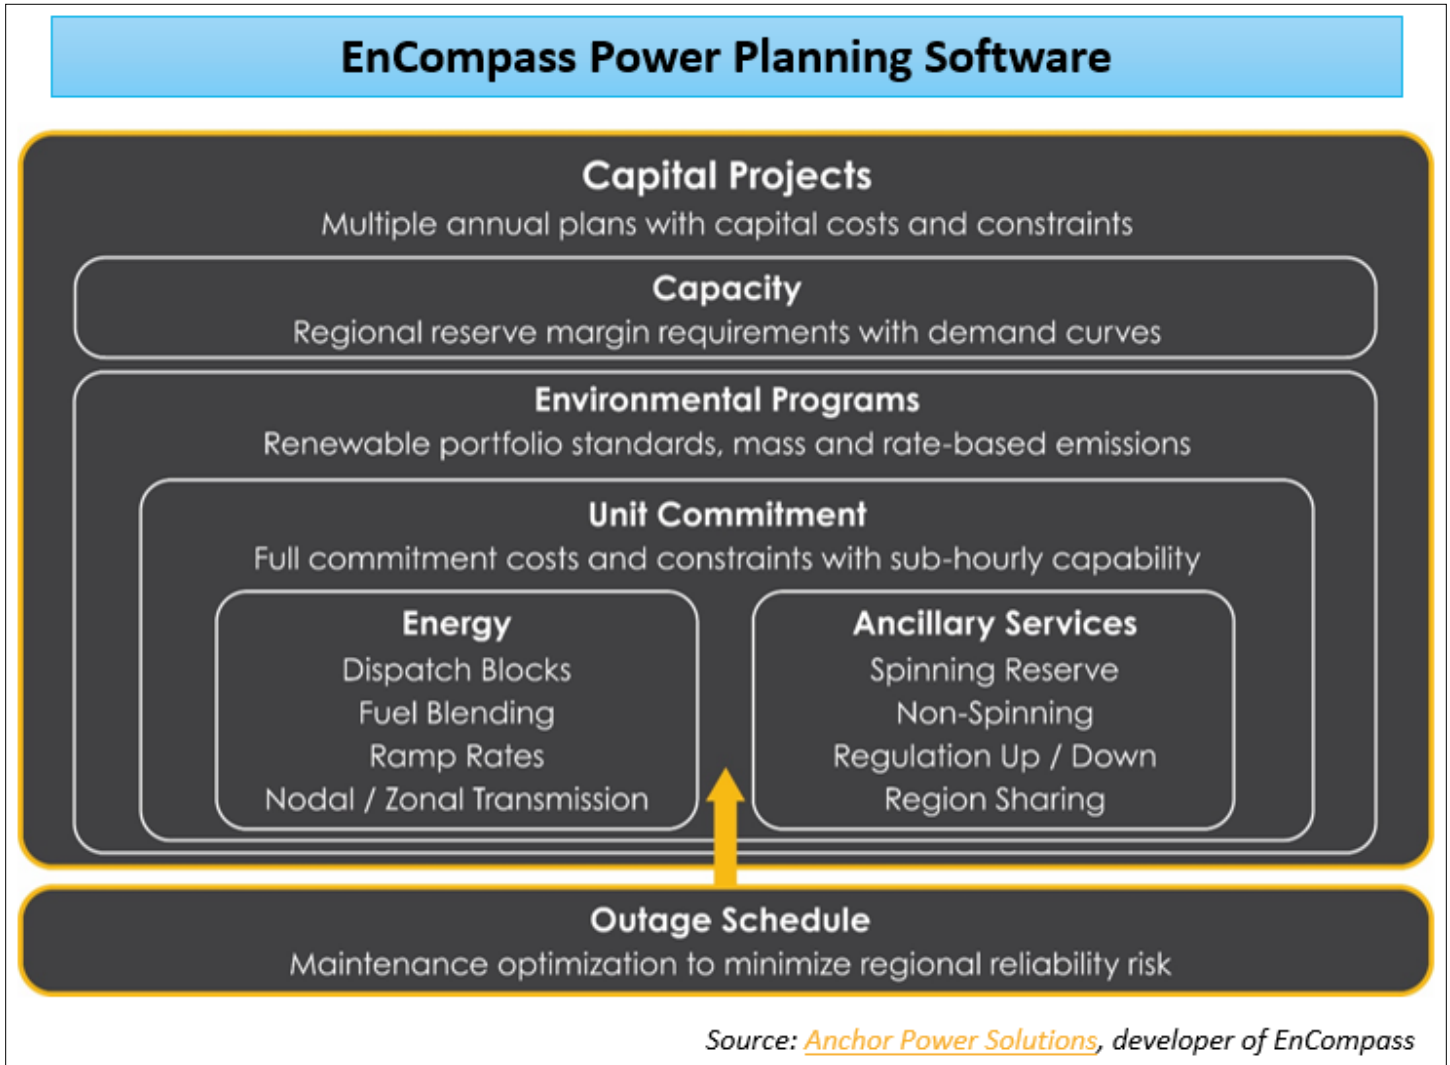 EnCompass Power Planning Software
Capital Projects
Multiple annual plans with capital costs and constraints
Capacity
Regional reserve margin requirements with demand curves
Environmental Programs
Renewable portfolio standards, mass and rate-based emissions
Unit Commitment
Full commitment costs and constraints with sub-hourly capability
Energy
Dispatch Blocks
Fuel Blending
Ramp Rates
Nodal / Zonal Transmission
Ancillary Services
Spinning Reserve
Non-Spinning
Regulation Up / Down
Region Sharing
Outage Schedule
Maintenance optimization to minimize regional reliability risk
Source: Anchor Power Solutions, developer of EnCompass